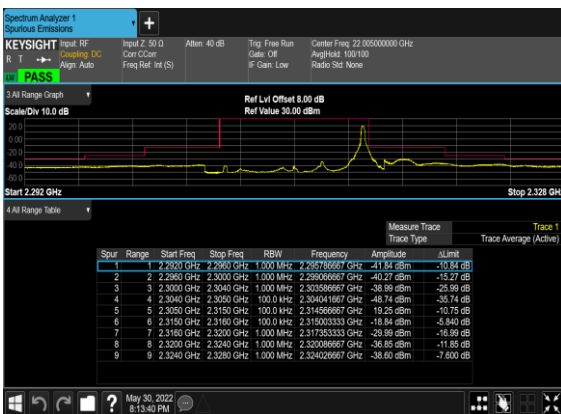 Spectrum Analyzer 1
Spurious Emissions
KEYSIGHT Input: RF Input Z: 50 Ω Atten: 40 dB Trig: Free Run Center Freq: 22.005000000 GHz
R T Coupling: DC Corr CCorr Gate: Off Avg|Hold: 100/100
Align: Auto Freq Ref: Int (S) IF Gain: Low Radio Std: None
PASS
3 All Range Graph
Ref Lvl Offset 8.00 dB
Scale/Div 10.0 dB Ref Value 30.00 dBm
20.0
0.00
-20.0
-40.0
-60.0
Start 2.292 GHz Stop 2.328 GH
4 All Range Table
Measure Trace Trace 1
Trace Type Trace Average (Active)
Spur Range Start Freq Stop Freq RBW Frequency Amplitude ΔLimit
1 1 2.2920 GHz 2.2960 GHz 1.000 MHz 2.295786667 GHz -41.84 dBm -10.84 dB
2 2 2.2960 GHz 2.3000 GHz 1.000 MHz 2.299066667 GHz -40.27 dBm -15.27 dB
3 3 2.3000 GHz 2.3040 GHz 1.000 MHz 2.303586667 GHz -38.99 dBm -25.99 dB
4 4 2.3040 GHz 2.3050 GHz 100.0 kHz 2.304041667 GHz -48.74 dBm -35.74 dB
5 5 2.3050 GHz 2.3150 GHz 100.0 kHz 2.314566667 GHz 19.25 dBm -10.75 dB
6 6 2.3150 GHz 2.3160 GHz 100.0 kHz 2.315003333 GHz -18.84 dBm -5.840 dB
7 7 2.3160 GHz 2.3200 GHz 1.000 MHz 2.317353333 GHz -29.99 dBm -16.99 dB
8 8 2.3200 GHz 2.3240 GHz 1.000 MHz 2.320086667 GHz -36.85 dBm -11.85 dB
9 9 2.3240 GHz 2.3280 GHz 1.000 MHz 2.324026667 GHz -38.60 dBm -7.600 dB
? May 30, 2022
8:13:40 PM